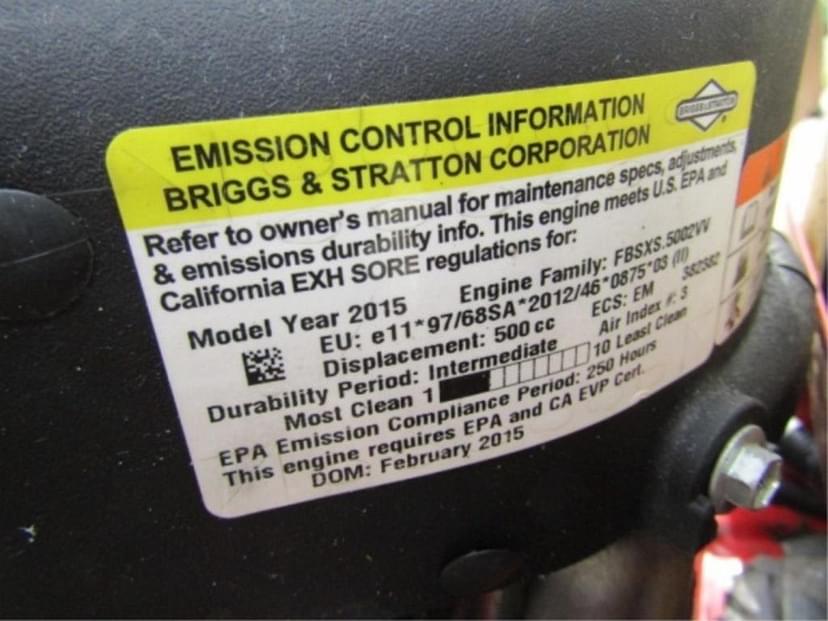 EMISSION CONTROL INFORMATION
BRIGGS & STRATTON CORPORATION
BRIGGS & STRATTON
Refer to owner's manual for maintenance specs, adjustments,
& emissions durability info. This engine meets U.S. EPA and
California EXH SORE regulations for:
Model Year 2015 Engine Family: FBSXS.5002VV
EU: e11*97/68SA*2012/46*0875*03 (II)
Displacement: 500 cc ECS: EM 382382
Durability Period: Intermediate Air Index #: 3
Most Clean 1 10 Least Clean
EPA Emission Compliance Period: 250 Hours
This engine requires EPA and CA EVP Cert.
DOM: February 2015